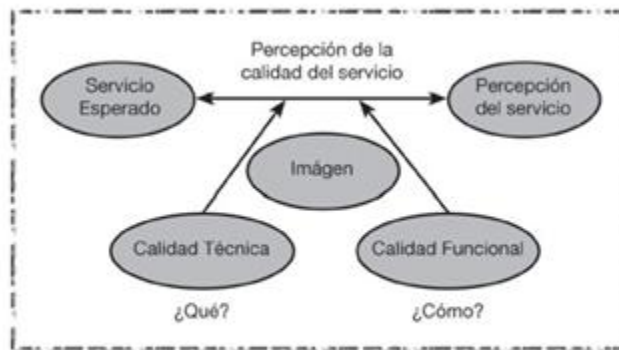 Percepción de la
calidad del servicio
Servicio
Esperado
Percepción
del servicio
Imágen
Calidad Técnica
Calidad Funcional
¿Qué?
¿Cómo?